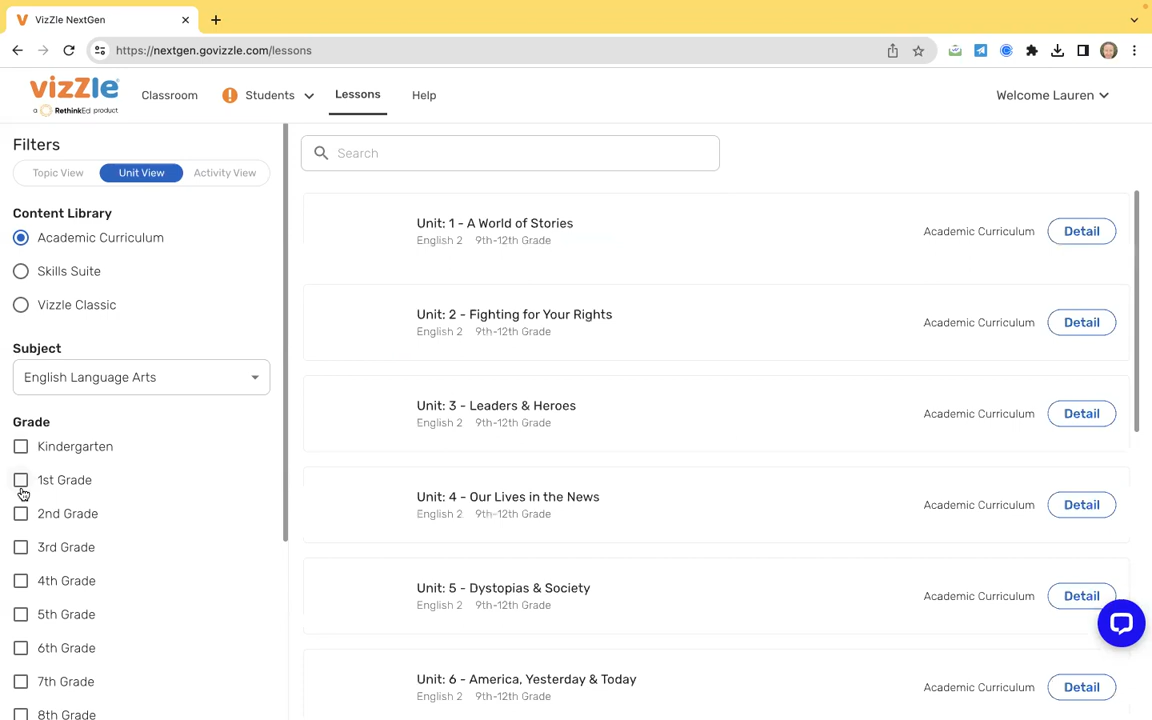 VizZle NextGen
https://nextgen.govizzle.com/lessons
vizZle
a RethinkEd product
Classroom
Students
Lessons
Help
Welcome Lauren
Filters
Topic View
Unit View
Activity View
Content Library
Academic Curriculum
Skills Suite
Vizzle Classic
Subject
English Language Arts
Grade
Kindergarten
1st Grade
2nd Grade
3rd Grade
4th Grade
5th Grade
6th Grade
7th Grade
8th Grade
Search
Unit: 1 - A World of Stories
English 2 9th-12th Grade
Academic Curriculum
Detail
Unit: 2 - Fighting for Your Rights
English 2 9th-12th Grade
Academic Curriculum
Detail
Unit: 3 - Leaders & Heroes
English 2 9th-12th Grade
Academic Curriculum
Detail
Unit: 4 - Our Lives in the News
English 2 9th-12th Grade
Academic Curriculum
Detail
Unit: 5 - Dystopias & Society
English 2 9th-12th Grade
Academic Curriculum
Detail
Unit: 6 - America, Yesterday & Today
English 2 9th-12th Grade
Academic Curriculum
Detail